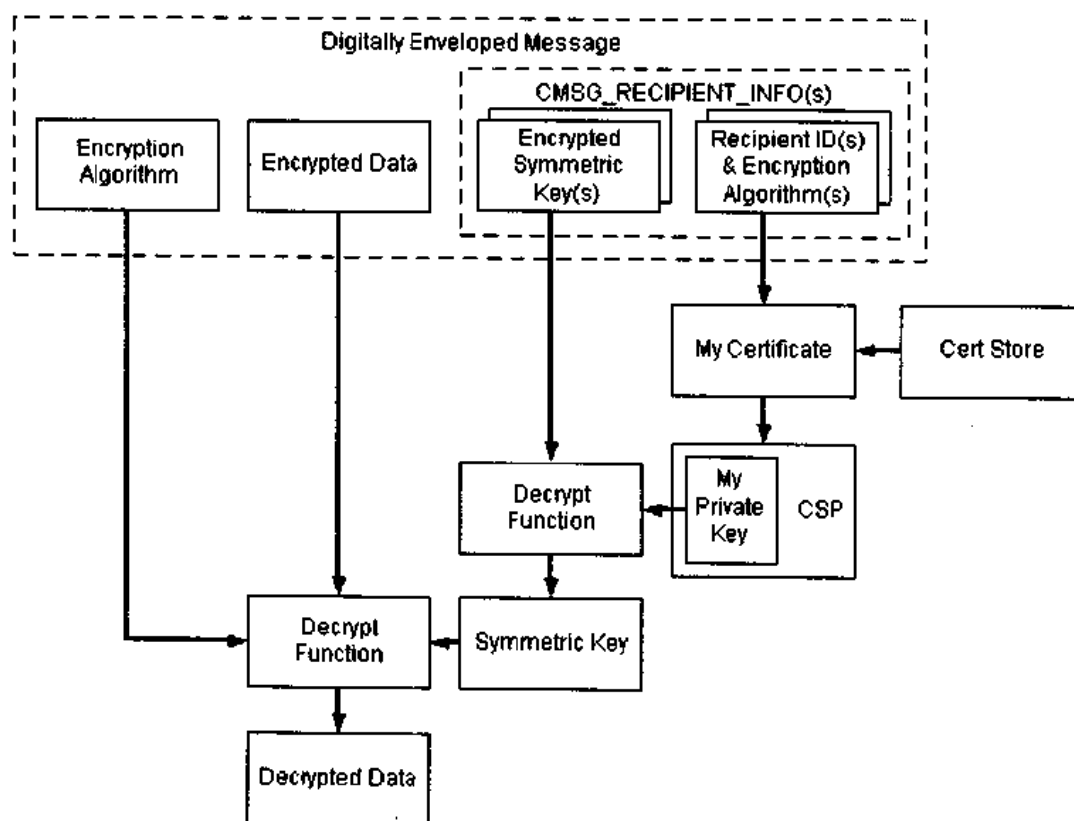 Digitally Enveloped Message
CMSG_RECIPIENT_INFO(s)
Encryption
Algorithm
Encrypted Data
Encrypted
Symmetric
Key(s)
Recipient ID(s)
& Encryption
Algorithm(s)
My Certificate
Cert Store
Decrypt
Function
My
Private
Key
CSP
Decrypt
Function
Symmetric Key
Decrypted Data